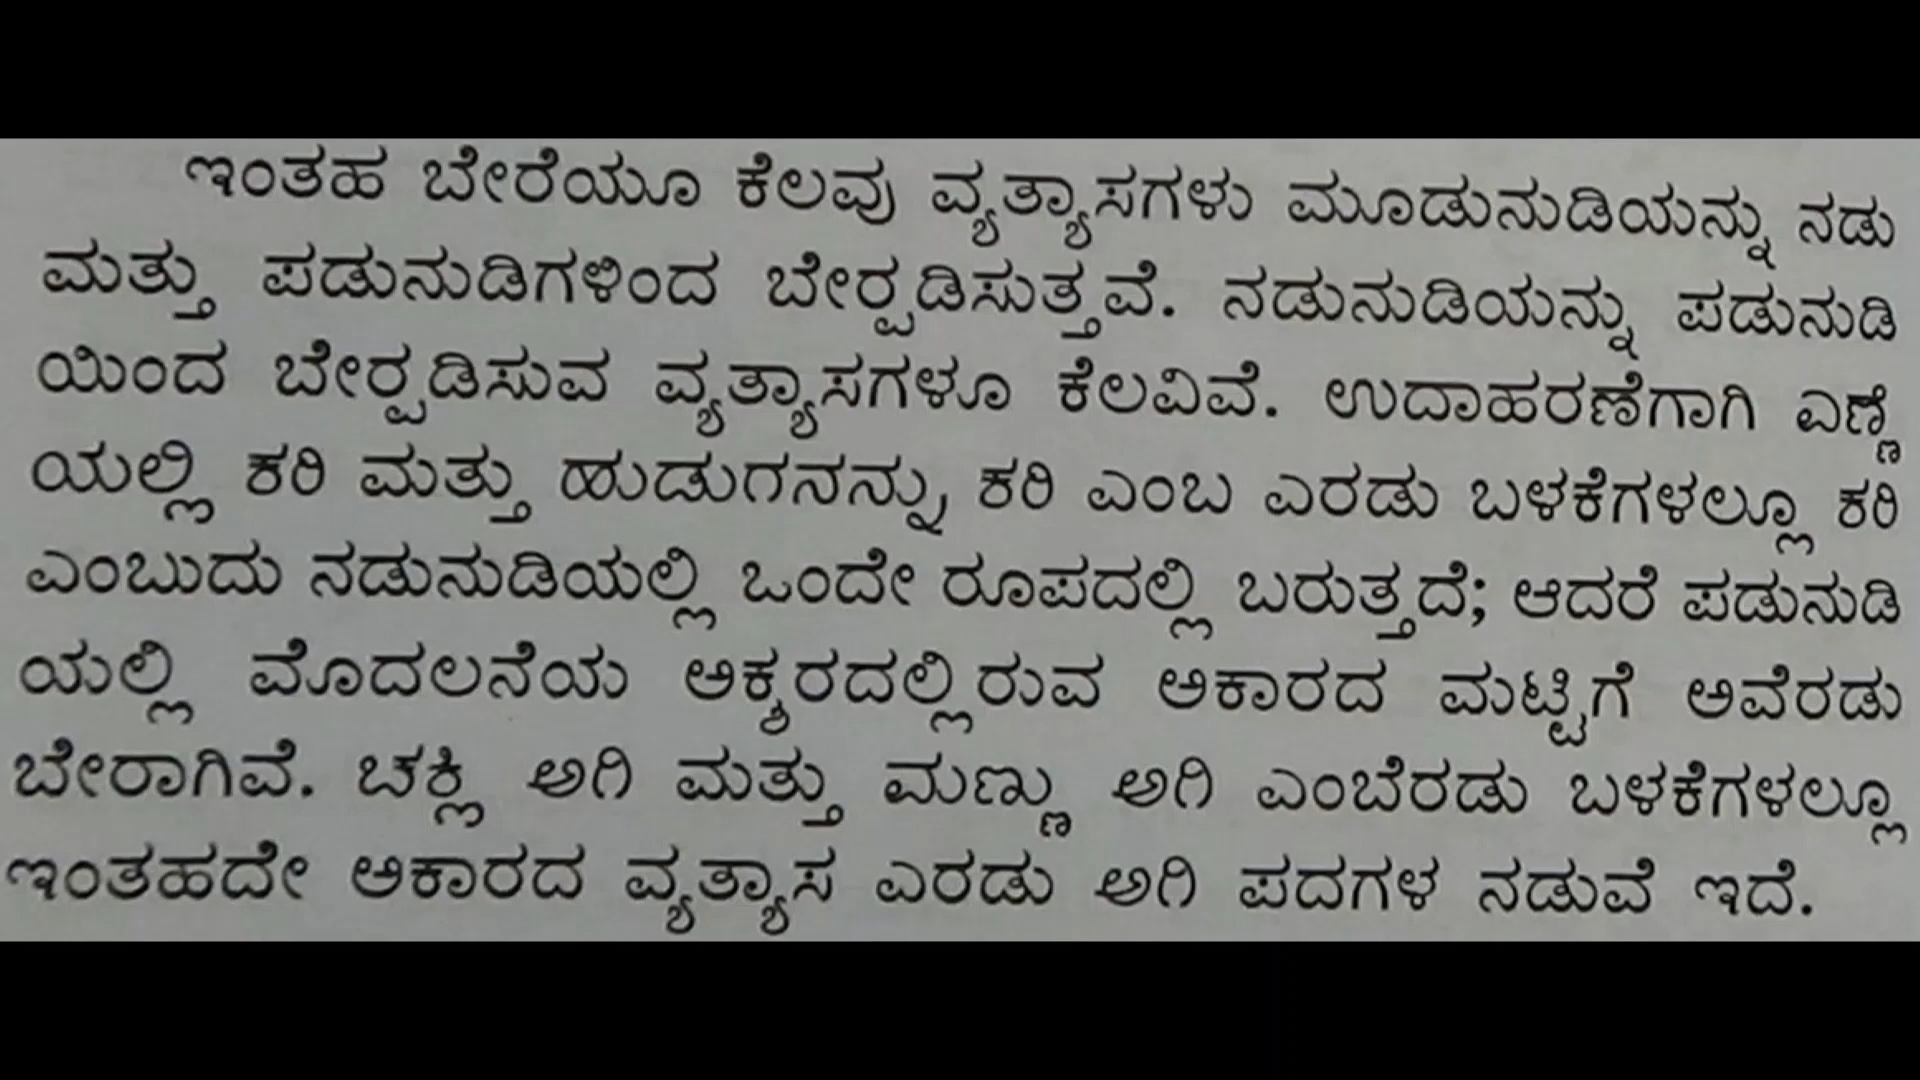 ಇಂತಹ ಬೇರೆಯೂ ಕೆಲವು ವ್ಯತ್ಯಾಸಗಳು ಮೂಡುನುಡಿಯನ್ನು ನಡು
ಮತ್ತು ಪಡುನುಡಿಗಳಿಂದ ಬೇರ‍್ಪಡಿಸುತ್ತವೆ. ನಡುನುಡಿಯನ್ನು ಪಡುನುಡಿ
ಯಿಂದ ಬೇರ‍್ಪಡಿಸುವ ವ್ಯತ್ಯಾಸಗಳೂ ಕೆಲವಿವೆ. ಉದಾಹರಣೆಗಾಗಿ ಎಣ್ಣೆ
ಯಲ್ಲಿ ಕರಿ ಮತ್ತು ಹುಡುಗನನ್ನು ಕರಿ ಎಂಬ ಎರಡು ಬಳಕೆಗಳಲ್ಲೂ ಕರಿ
ಎಂಬುದು ನಡುನುಡಿಯಲ್ಲಿ ಒಂದೇ ರೂಪದಲ್ಲಿ ಬರುತ್ತದೆ; ಆದರೆ ಪಡುನುಡಿ
ಯಲ್ಲಿ ಮೊದಲನೆಯ ಅಕ್ಶರದಲ್ಲಿರುವ ಅಕಾರದ ಮಟ್ಟಿಗೆ ಅವೆರಡು
ಬೇರಾಗಿವೆ. ಚಕ್ಲಿ ಅಗಿ ಮತ್ತು ಮಣ್ಣು ಅಗಿ ಎಂಬೆರಡು ಬಳಕೆಗಳಲ್ಲೂ
ಇಂತಹದೇ ಅಕಾರದ ವ್ಯತ್ಯಾಸ ಎರಡು ಅಗಿ ಪದಗಳ ನಡುವೆ ಇದೆ.